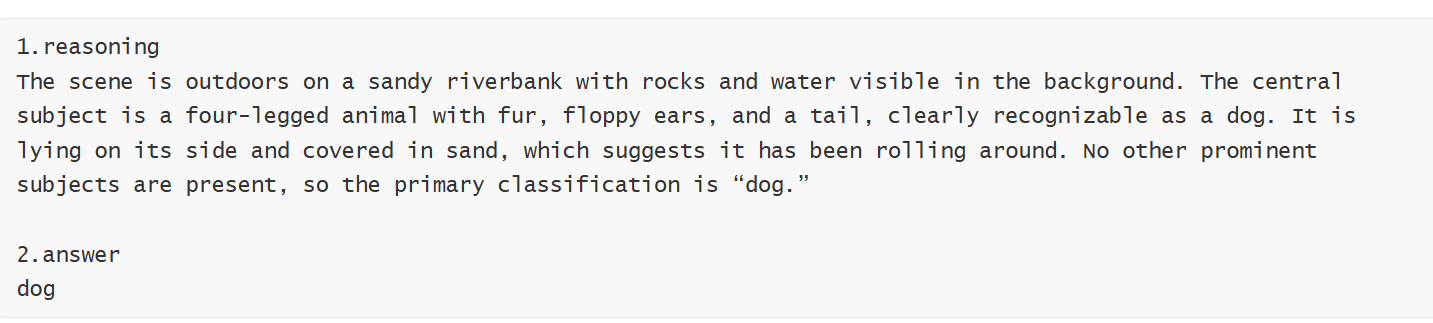 1.reasoning
The scene is outdoors on a sandy riverbank with rocks and water visible in the background. The central
subject is a four-legged animal with fur, floppy ears, and a tail, clearly recognizable as a dog. It is
lying on its side and covered in sand, which suggests it has been rolling around. No other prominent
subjects are present, so the primary classification is “dog.”
2.answer
dog